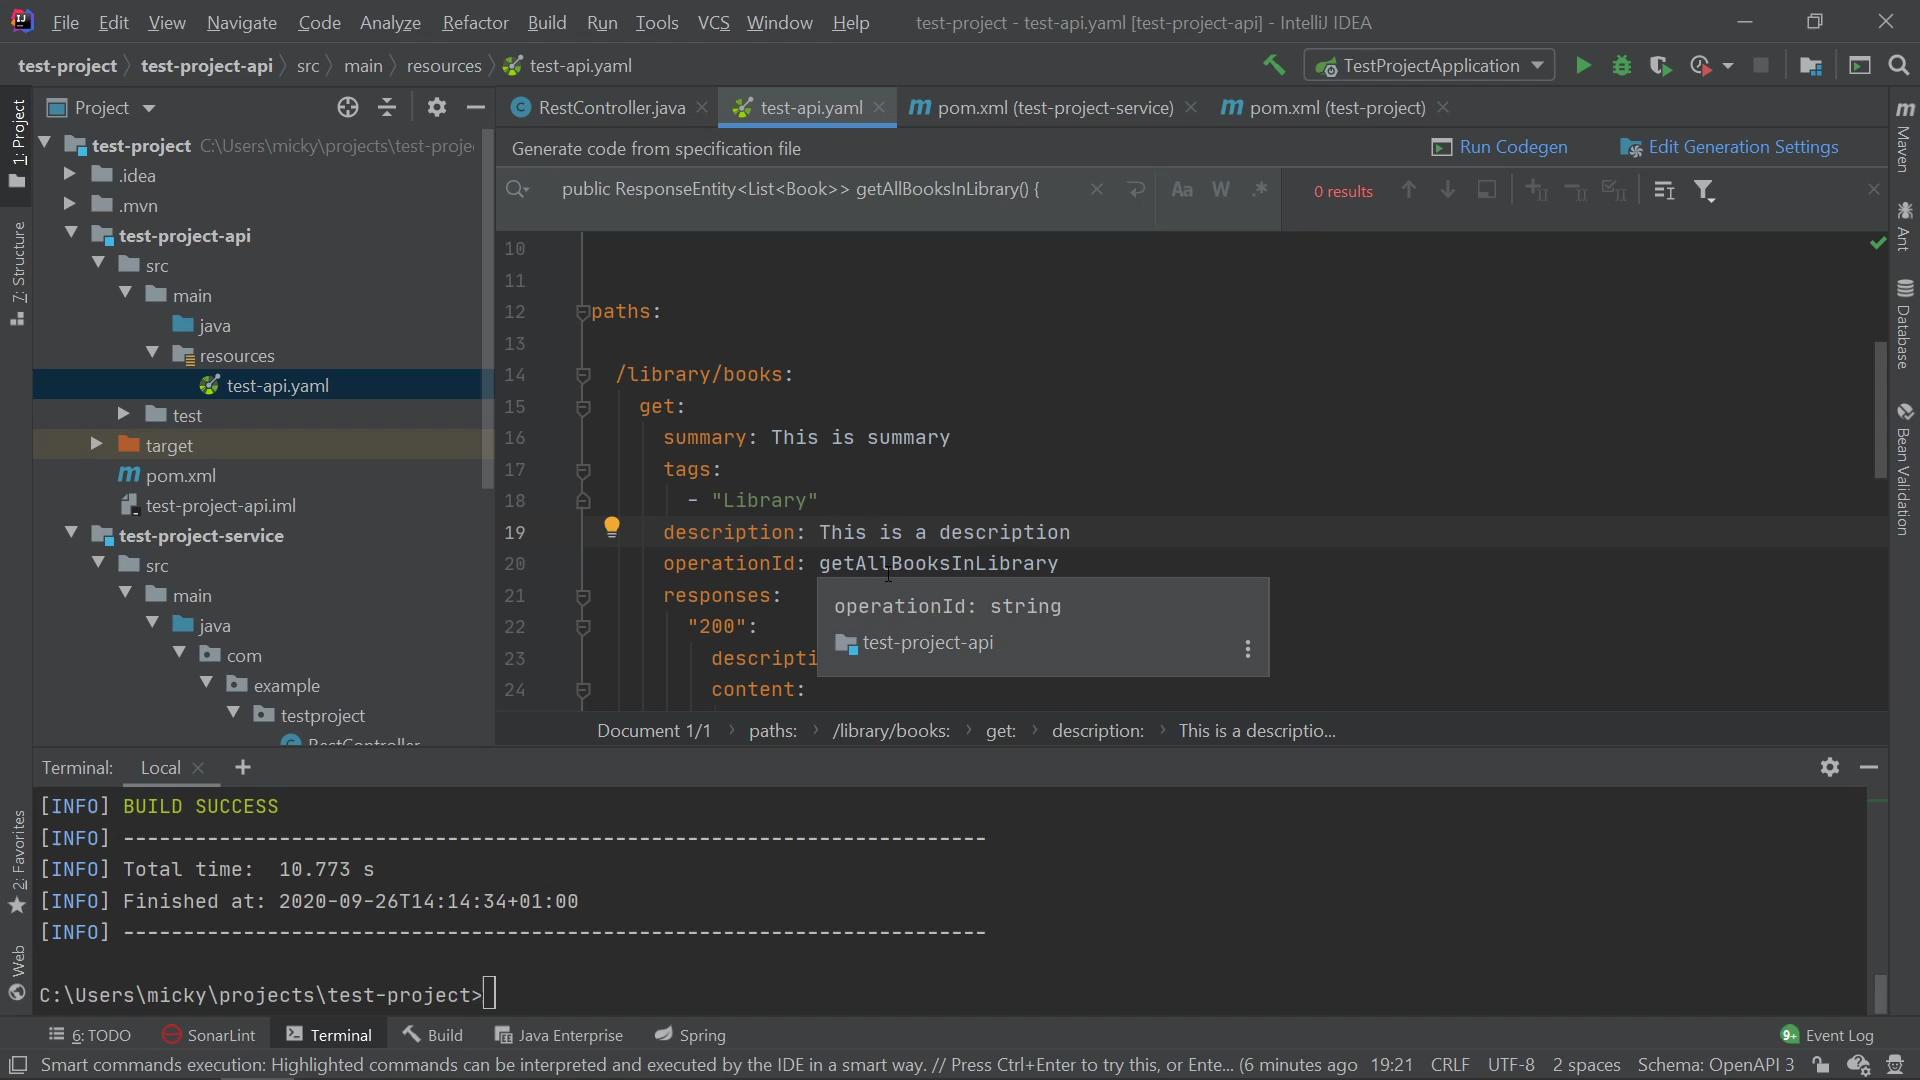 File Edit View Navigate Code Analyze Refactor Build Run Tools VCS Window Help test-project - test-api.yaml [test-project-api] - IntelliJ IDEA
test-project test-project-api src main resources test-api.yaml TestProjectApplication
1: Project
7: Structure
2: Favorites
Web
Project
test-project C:\Users\micky\projects\test-proje
.idea
.mvn
test-project-api
src
main
java
resources
test-api.yaml
test
target
pom.xml
test-project-api.iml
test-project-service
src
main
java
com
example
testproject
RestController
RestController.java test-api.yaml pom.xml (test-project-service) pom.xml (test-project)
Generate code from specification file Run Codegen Edit Generation Settings
public ResponseEntity<List<Book>> getAllBooksInLibrary() { Aa W .* 0 results
10
11
12 paths:
13
14 /library/books:
15 get:
16 summary: This is summary
17 tags:
18 - "Library"
19 description: This is a description
20 operationId: getAllBooksInLibrary
21 responses:
22 "200":
23 descripti
24 content:
operationId: string
test-project-api
Document 1/1 paths: /library/books: get: description: This is a descriptio...
Maven
Ant
Database
Bean Validation
Terminal: Local
[INFO] BUILD SUCCESS
[INFO] ------------------------------------------------------------------------
[INFO] Total time:  10.773 s
[INFO] Finished at: 2020-09-26T14:14:34+01:00
[INFO] ------------------------------------------------------------------------
C:\Users\micky\projects\test-project>
6: TODO SonarLint Terminal Build Java Enterprise Spring 9+ Event Log
Smart commands execution: Highlighted commands can be interpreted and executed by the IDE in a smart way. // Press Ctrl+Enter to try this, or Ente... (6 minutes ago 19:21 CRLF UTF-8 2 spaces Schema: OpenAPI 3